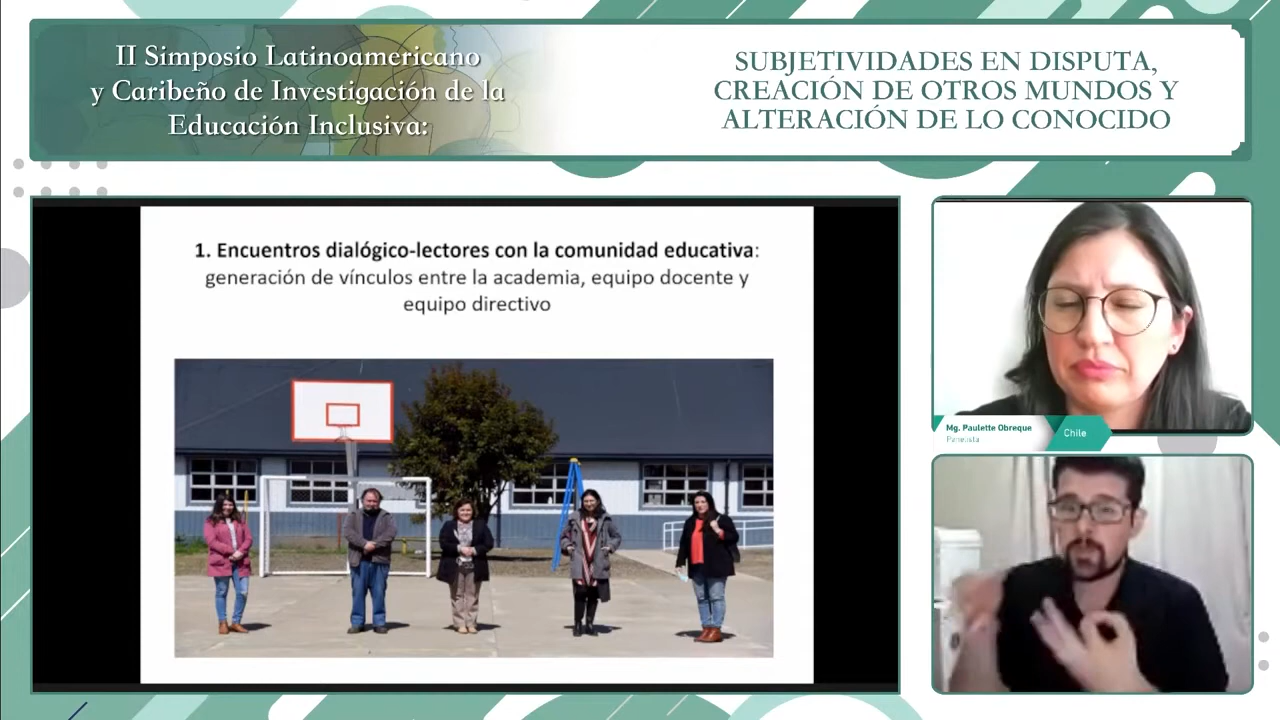 II Simposio Latinoamericano
y Caribeño de Investigación de la
Educación Inclusiva:
SUBJETIVIDADES EN DISPUTA,
CREACIÓN DE OTROS MUNDOS Y
ALTERACIÓN DE LO CONOCIDO
1. Encuentros dialógico-lectores con la comunidad educativa:
generación de vínculos entre la academia, equipo docente y
equipo directivo
Mg. Paulette Obreque
Panelista
Chile